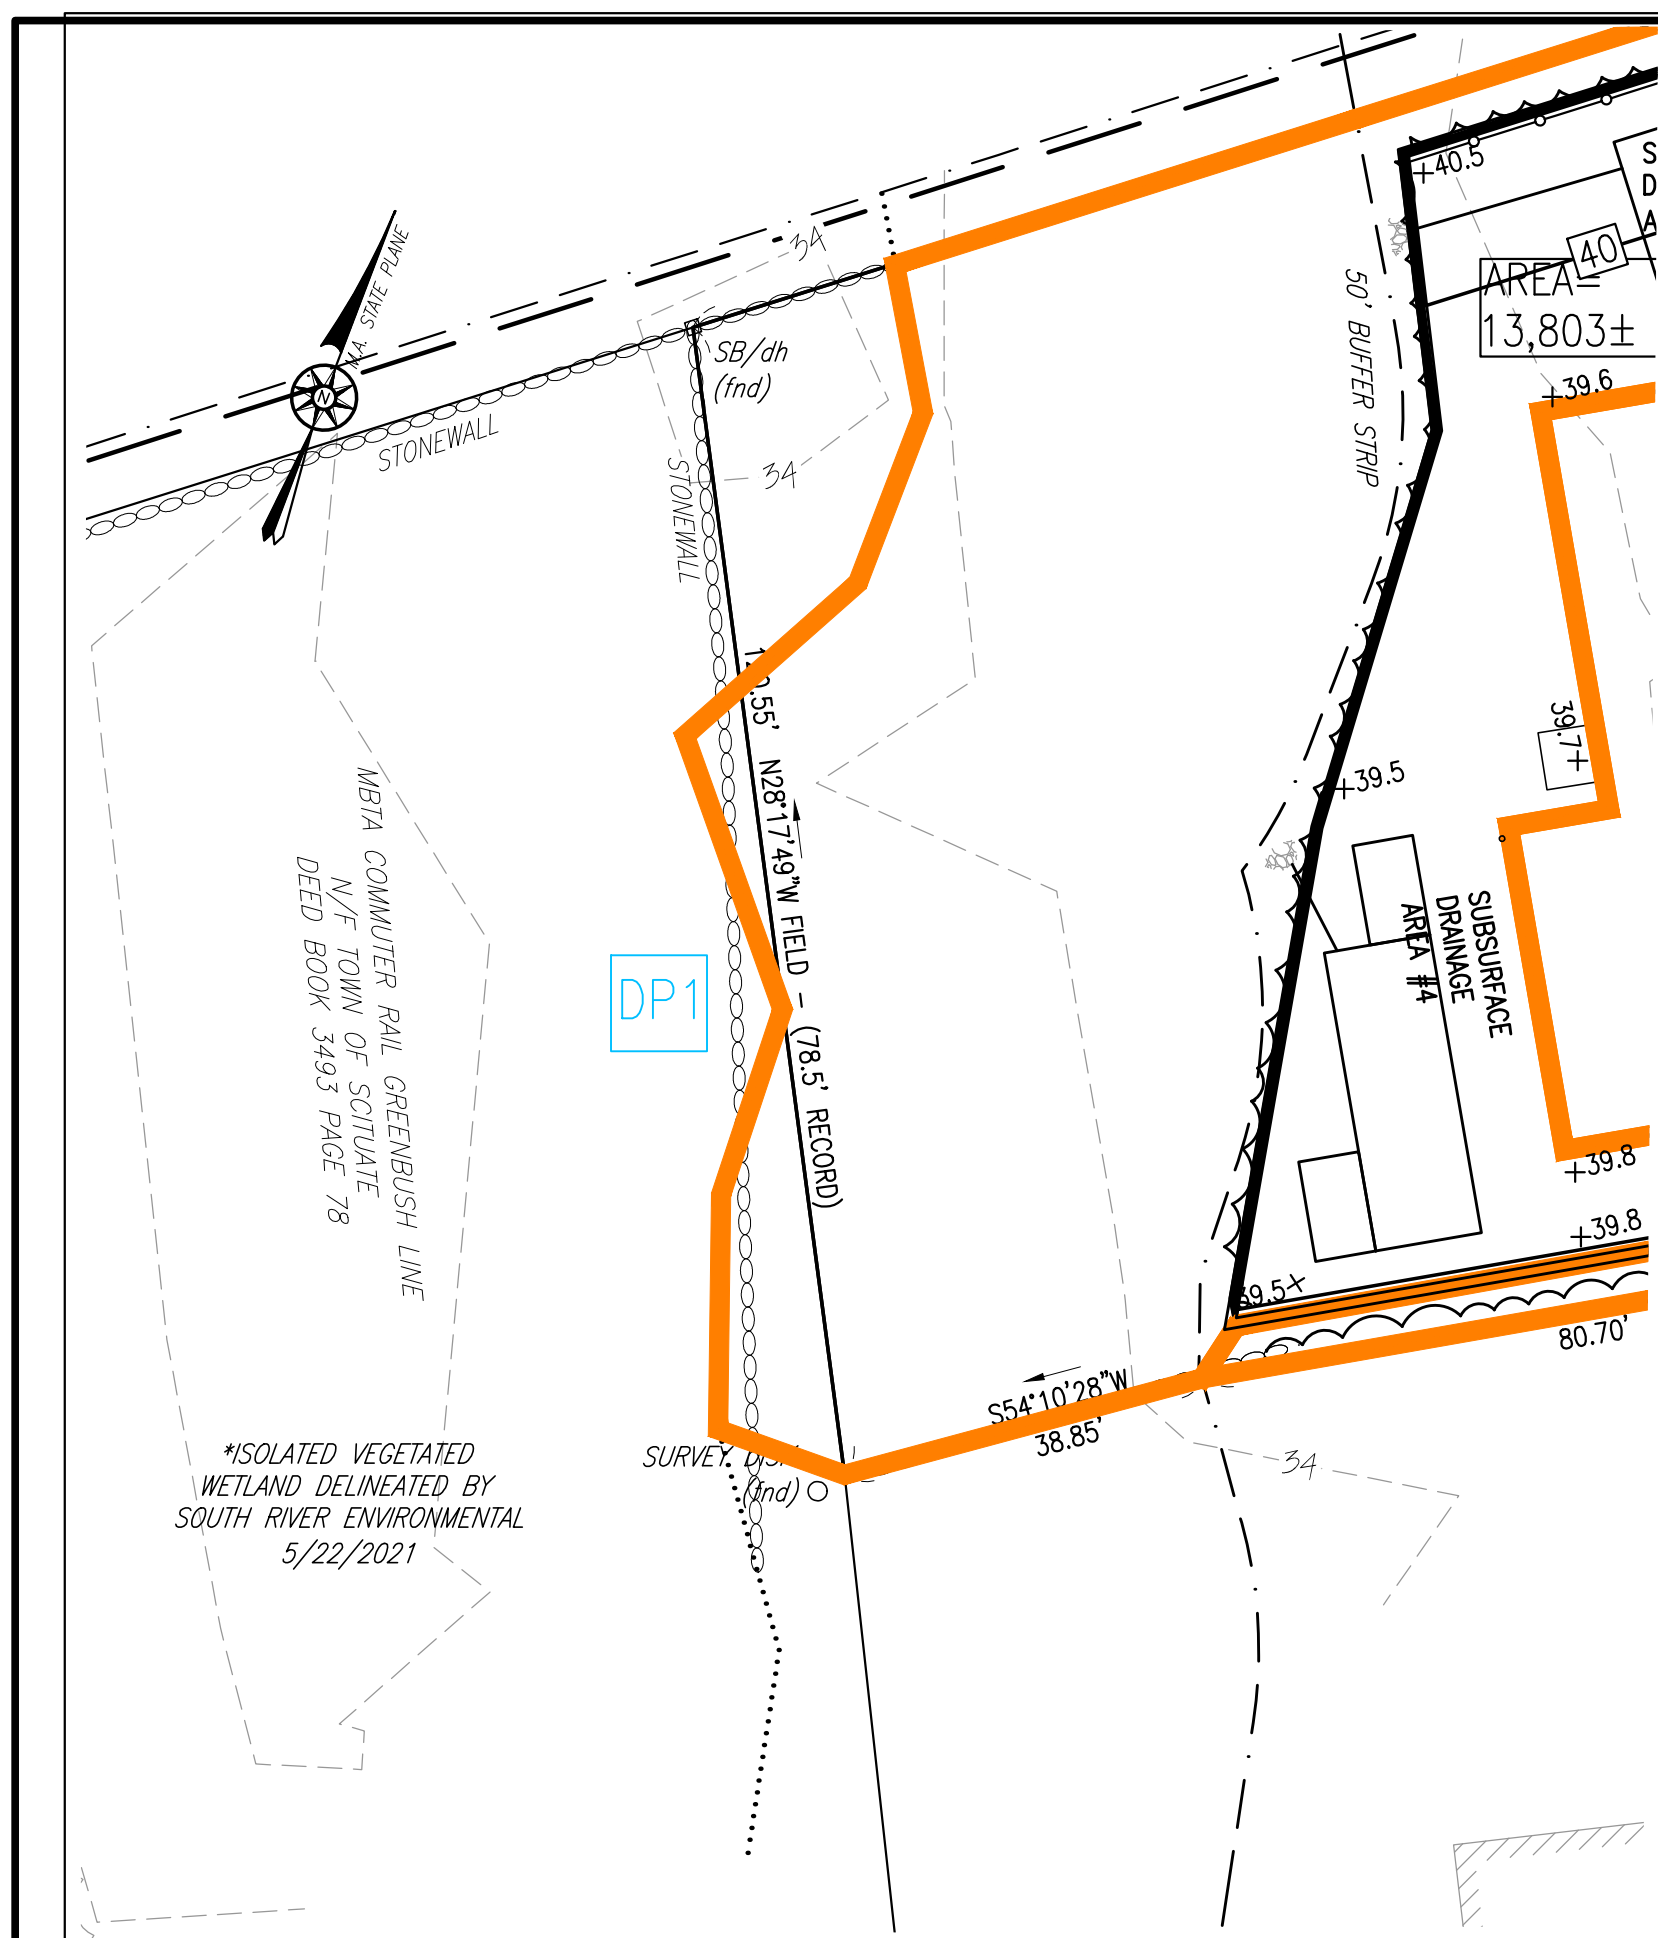 +40.5
S
D
A
40
AREA=
13,803±
M.A. STATE PLANE
N
34
SB/dh
(fnd)
STONEWALL
STONEWALL
34
50' BUFFER STRIP
+39.6
39.7+
+39.5
.55' N28°17'49"W FIELD - (78.5' RECORD)
MBTA COMMUTER RAIL GREENBUSH LINE
N/F TOWN OF SCITUATE
DEED BOOK 3493 PAGE 78
DP1
SUBSURFACE
DRAINAGE
AREA #4
+39.8
+39.8
39.5+
80.70'
S54°10'28"W
38.85'
34
SURVEY
(fnd)
*ISOLATED VEGETATED
WETLAND DELINEATED BY
SOUTH RIVER ENVIRONMENTAL
5/22/2021